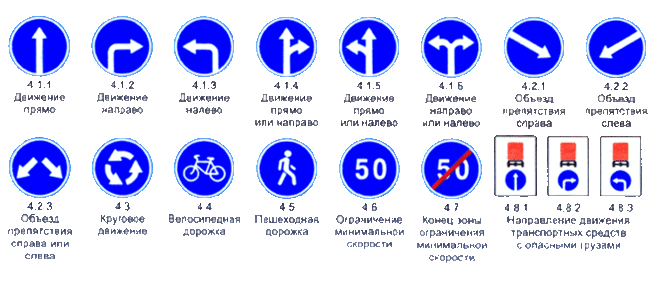 4.1.1 4.1.2 4.1.3 4.1.4 4.1.5 4.1.6 4.2.1 4.2.2
Движение Движение Движение Движение Движение Движение Объезд Объезд
прямо направо налево прямо прямо направо препятствия препятствия
или направо или налево или налево справа слева
50 50
4.2.3 4.3 4.4 4.5 4.6 4.7 4.8.1 4.8.2 4.8.3
Объезд Круговое Велосипедная Пешеходная Ограничение Конец зоны Направление движения
препятствия движение дорожка дорожка минимальной ограничения транспортных средств
справа или скорости минимальной с опасными грузами
слева скорости